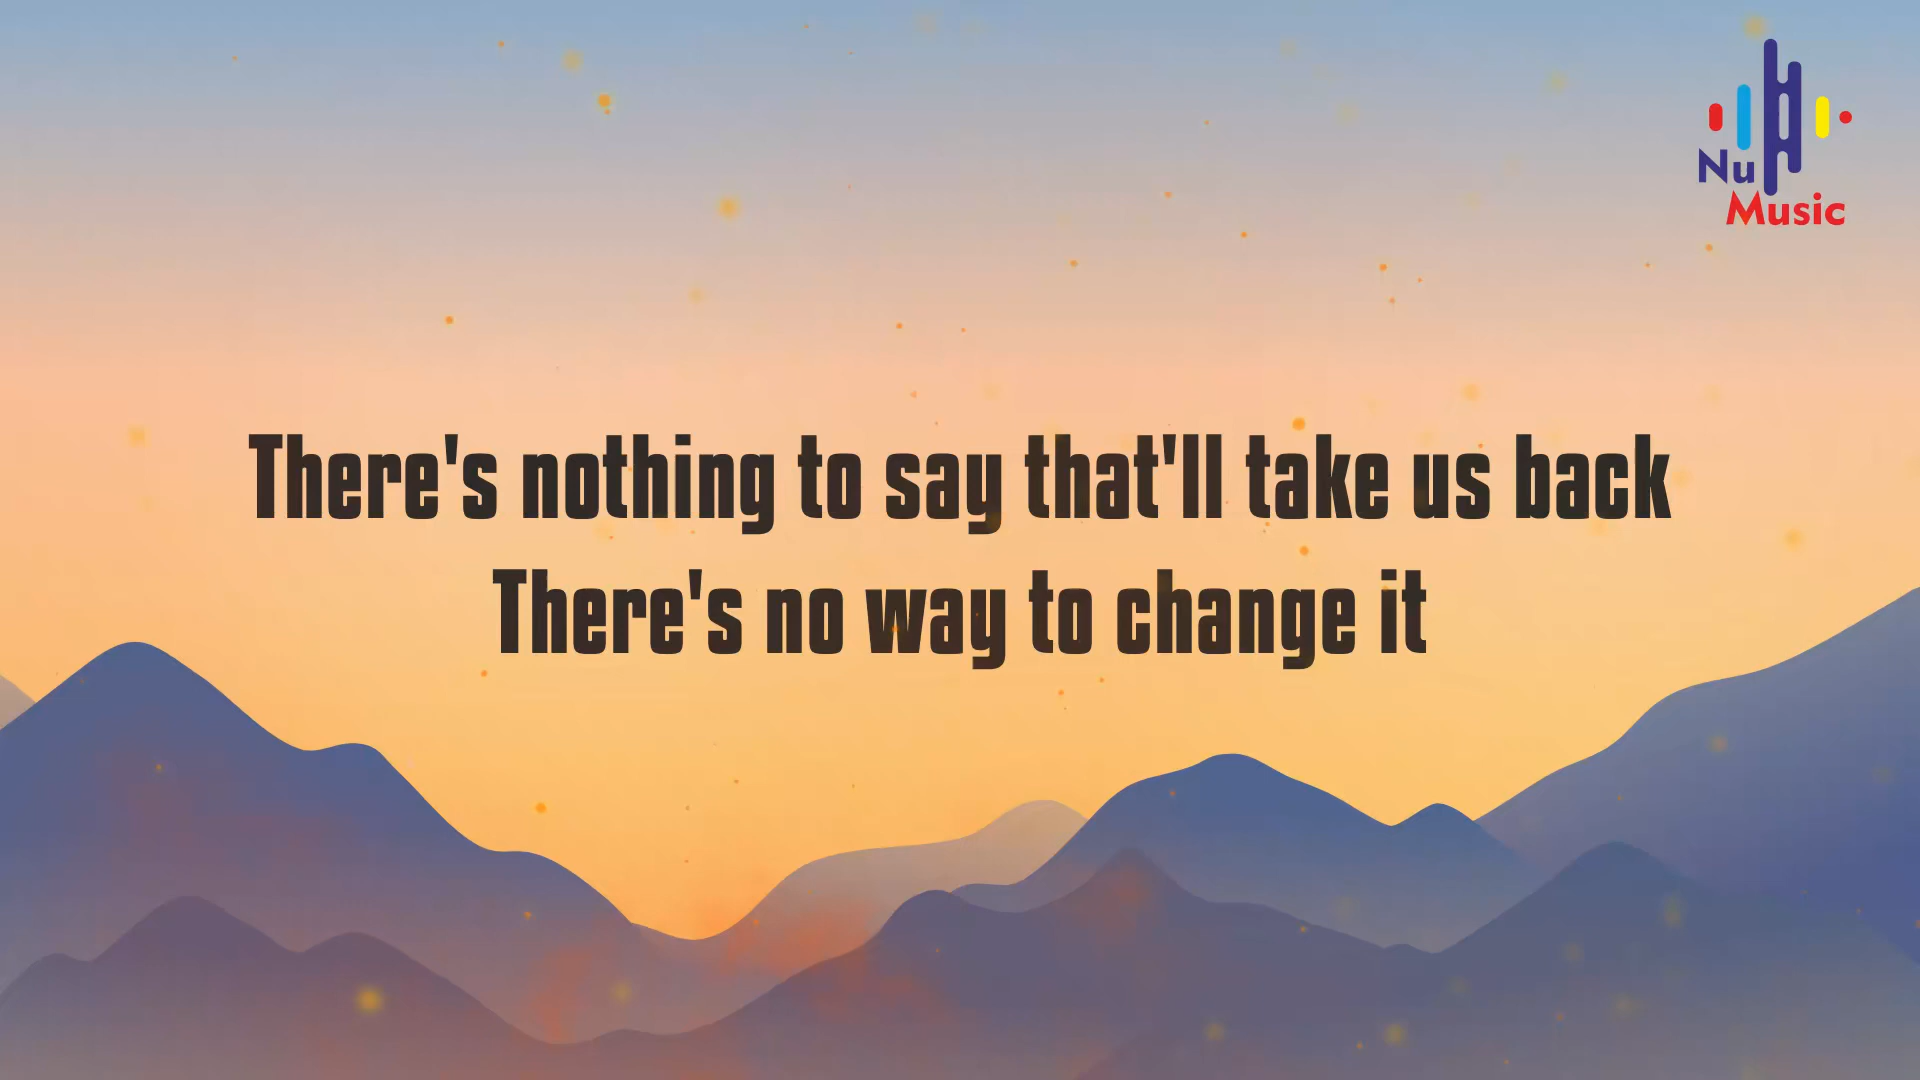 Nu
Music
There's nothing to say that'll take us back
There's no way to change it